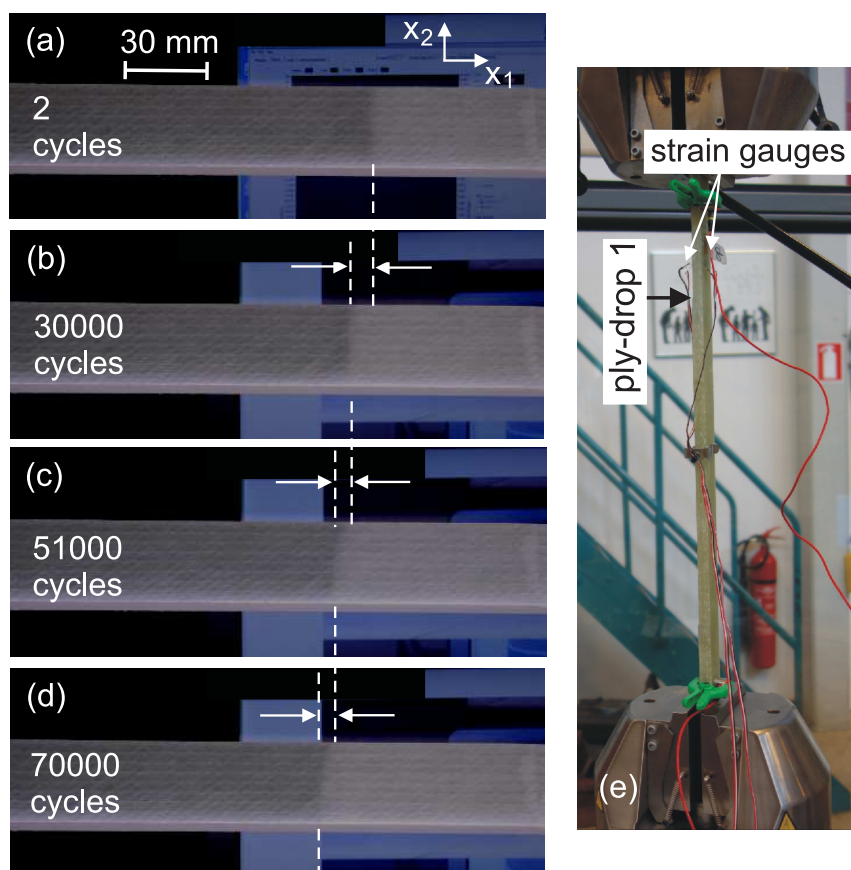 (a)
30 mm
x2
x1
2
cycles
(b)
30000
cycles
(c)
51000
cycles
(d)
70000
cycles
strain gauges
ply-drop 1
(e)